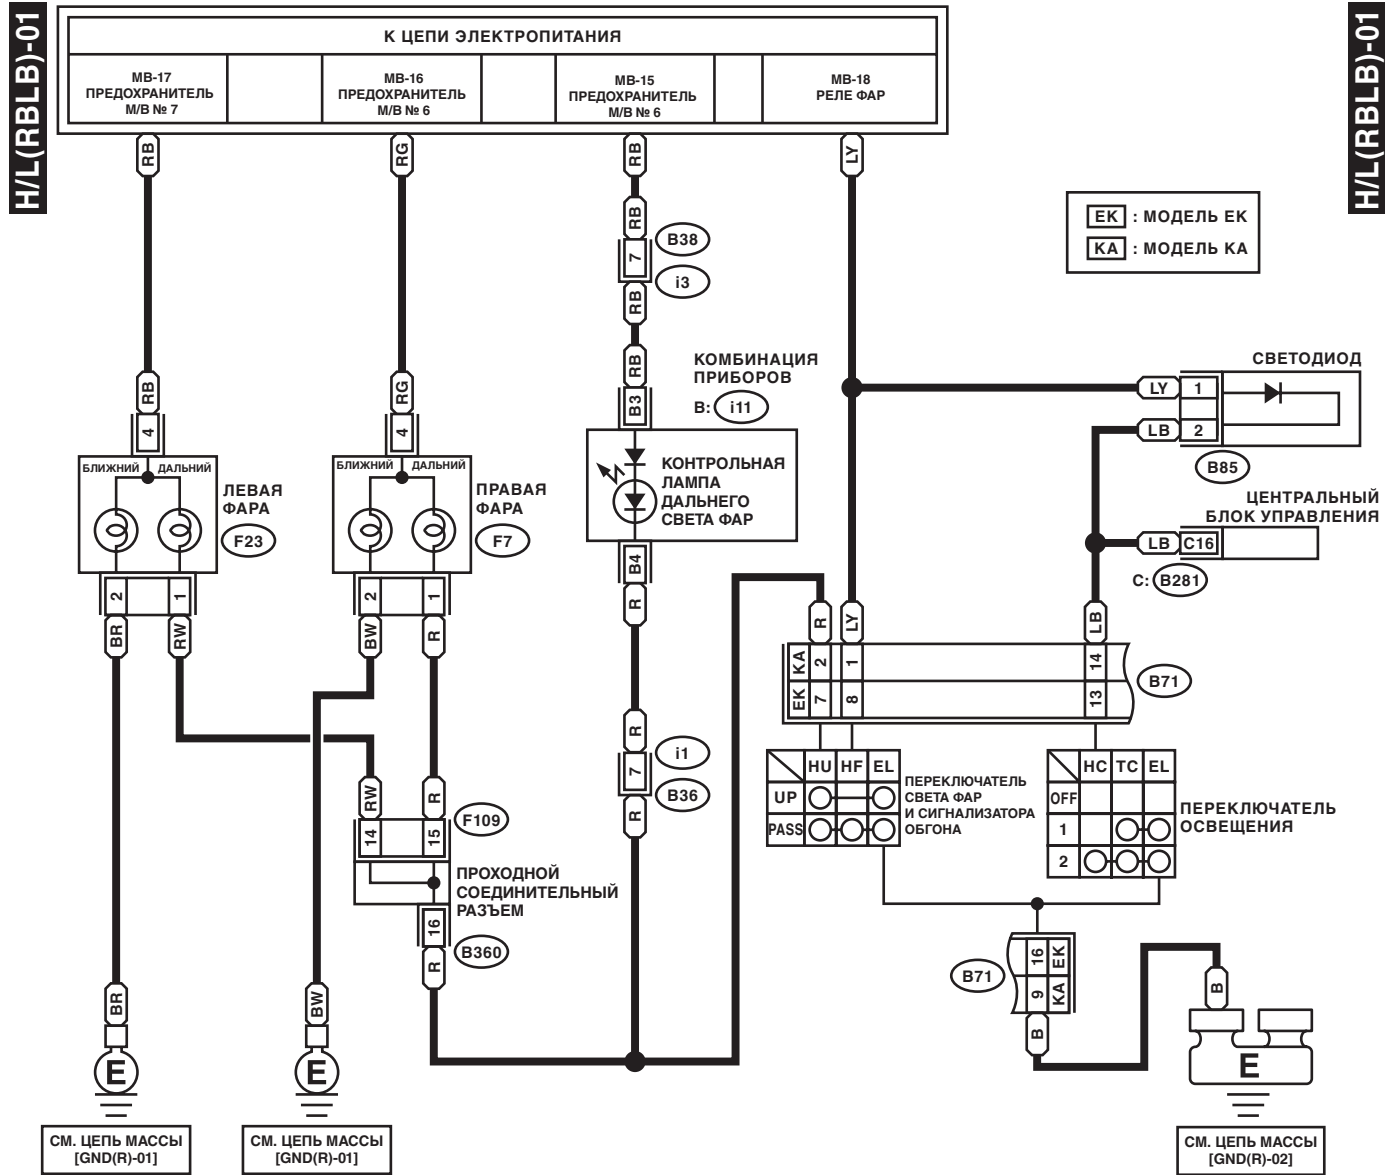 H/L(RBLB)-01
H/L(RBLB)-01
К ЦЕПИ ЭЛЕКТРОПИТАНИЯ
МВ-17
ПРЕДОХРАНИТЕЛЬ
М/В № 7
МВ-16
ПРЕДОХРАНИТЕЛЬ
М/В № 6
МВ-15
ПРЕДОХРАНИТЕЛЬ
М/В № 6
МВ-18
РЕЛЕ ФАР
RB
RG
RB
LY
EK : МОДЕЛЬ EK
KA : МОДЕЛЬ KA
RB
7
B38
i3
RB
RB
RG
RB
КОМБИНАЦИЯ
ПРИБОРОВ
B: i11
B3
4
4
СВЕТОДИОД
LY 1
LB 2
B85
БЛИЖНИЙ ДАЛЬНИЙ
ЛЕВАЯ
ФАРА
F23
БЛИЖНИЙ ДАЛЬНИЙ
ПРАВАЯ
ФАРА
F7
КОНТРОЛЬНАЯ
ЛАМПА
ДАЛЬНЕГО
СВЕТА ФАР
ЦЕНТРАЛЬНЫЙ
БЛОК УПРАВЛЕНИЯ
LB C16
C: B281
2 1
2 1
B4
BR RW
BW R
R
R LY LB
KA 2 1 14
EK 7 8 13
B71
R
7
i1
B36
R
HU HF EL
UP
PASS
ПЕРЕКЛЮЧАТЕЛЬ
СВЕТА ФАР
И СИГНАЛИЗАТОРА
ОБГОНА
HC TC EL
OFF
1
2
ПЕРЕКЛЮЧАТЕЛЬ
ОСВЕЩЕНИЯ
RW R
14 15
F109
ПРОХОДНОЙ
СОЕДИНИТЕЛЬНЫЙ
РАЗЪЕМ
16
B360
R
B71
16 EK
9 KA
B
B
BR
BW
E
E
E
СМ. ЦЕПЬ МАССЫ
[GND(R)-01]
СМ. ЦЕПЬ МАССЫ
[GND(R)-01]
СМ. ЦЕПЬ МАССЫ
[GND(R)-02]